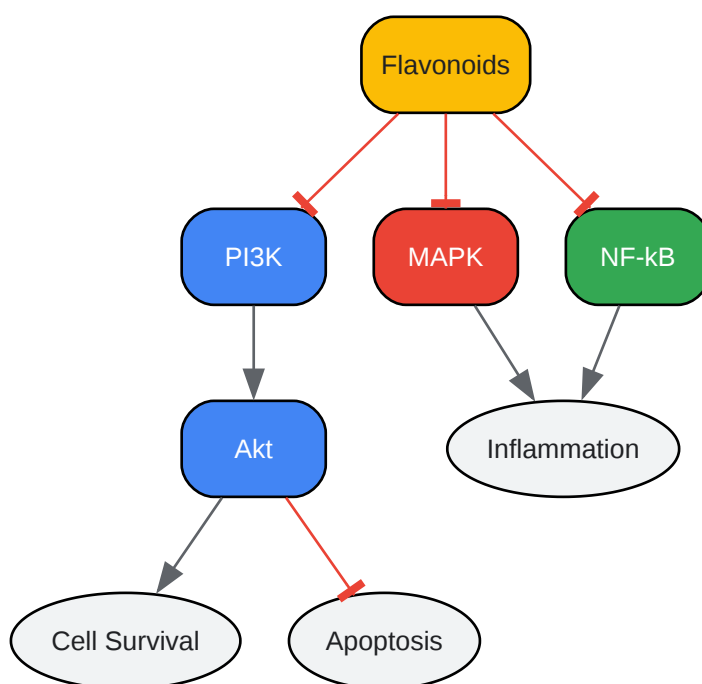 Flavonoids
PI3K
MAPK
NF-kB
Akt
Inflammation
Cell Survival
Apoptosis